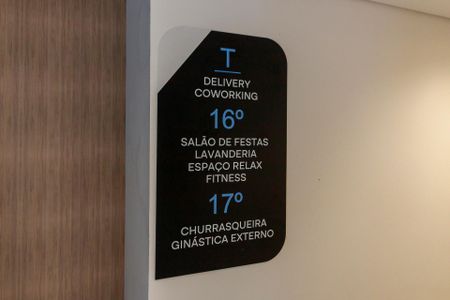 T
DELIVERY
COWORKING
16º
SALÃO DE FESTAS
LAVANDERIA
ESPAÇO RELAX
FITNESS
17º
CHURRASQUEIRA
GINÁSTICA EXTERNO